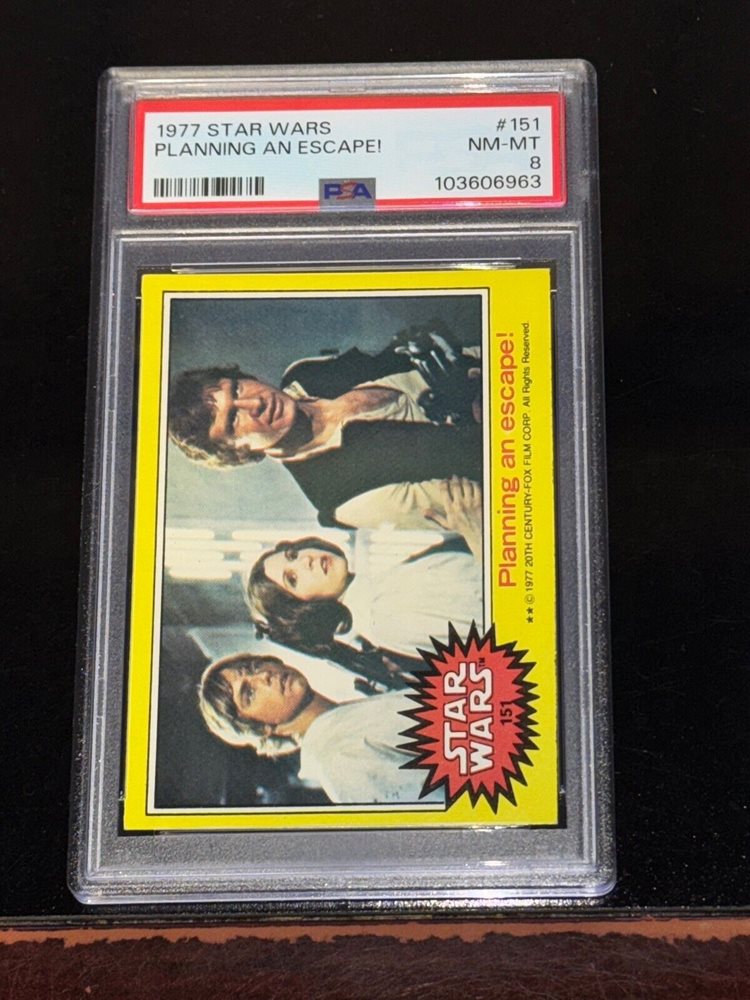 1977 STAR WARS #151
PLANNING AN ESCAPE! NM-MT
8
PSA 103606963
Planning an escape!
★★ © 1977 20TH CENTURY-FOX FILM CORP. All Rights Reserved.
STAR
WARS™
151